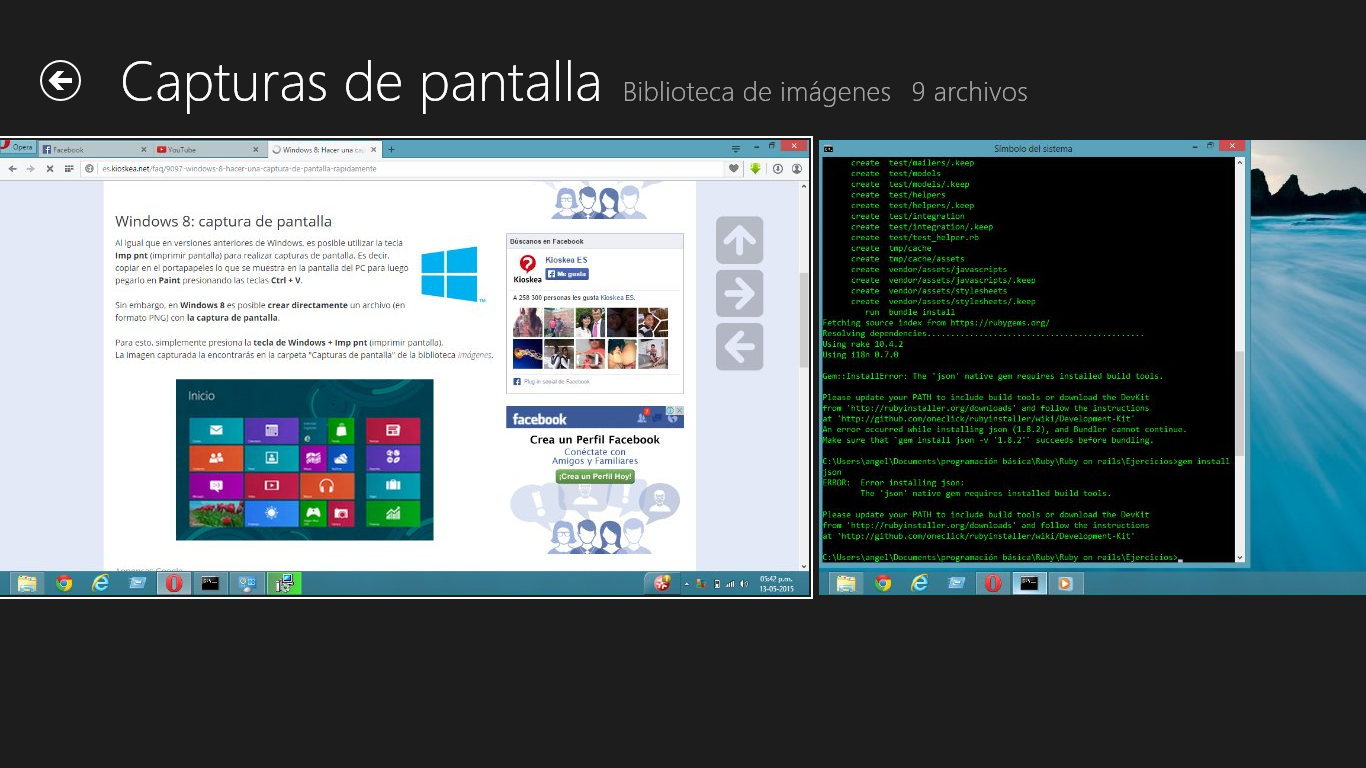 Capturas de pantalla Biblioteca de imágenes 9 archivos
Opera Facebook YouTube Windows 8: Hacer una ca
es.kioskea.net/faq/9097-windows-8-hacer-una-captura-de-pantalla-rapidamente
Windows 8: captura de pantalla
Al igual que en versiones anteriores de Windows, es posible utilizar la tecla
Imp pnt (imprimir pantalla) para realizar capturas de pantalla. Es decir,
copiar en el portapapeles lo que se muestra en la pantalla del PC para luego
pegarlo en Paint presionando las teclas Ctrl + V.
Sin embargo, en Windows 8 es posible crear directamente un archivo (en
formato PNG) con la captura de pantalla.
Para esto, simplemente presiona la tecla de Windows + Imp pnt (imprimir pantalla).
La imagen capturada la encontrarás en la carpeta "Capturas de pantalla" de la biblioteca imágenes.
Inicio
Búscanos en Facebook
Kioskea ES
Kioskea
Me gusta
A 258 300 personas les gusta Kioskea ES.
Plug-in social de Facebook
facebook
Crea un Perfil Facebook
Conéctate con
Amigos y Familiares
¡Crea un Perfil Hoy!
05:42 p.m.
13-05-2015
Símbolo del sistema
create test/mailers/.keep
create test/models
create test/models/.keep
create test/helpers
create test/helpers/.keep
create test/integration
create test/integration/.keep
create test/test_helper.rb
create tmp/cache
create tmp/cache/assets
create vendor/assets/javascripts
create vendor/assets/javascripts/.keep
create vendor/assets/stylesheets
create vendor/assets/stylesheets/.keep
run bundle install
Fetching source index from https://rubygems.org/
Resolving dependencies..............................................
Using rake 10.4.2
Using i18n 0.7.0
Gem::InstallError: The 'json' native gem requires installed build tools.
Please update your PATH to include build tools or download the DevKit
from 'http://rubyinstaller.org/downloads' and follow the instructions
at 'http://github.com/oneclick/rubyinstaller/wiki/Development-Kit'
An error occurred while installing json (1.8.2), and Bundler cannot continue.
Make sure that `gem install json -v '1.8.2'` succeeds before bundling.
C:\Users\angel\Documents\programación básica\Ruby\Ruby on rails\Ejercicios>gem install
json
ERROR: Error installing json:
The 'json' native gem requires installed build tools.
Please update your PATH to include build tools or download the DevKit
from 'http://rubyinstaller.org/downloads' and follow the instructions
at 'http://github.com/oneclick/rubyinstaller/wiki/Development-Kit'
C:\Users\angel\Documents\programación básica\Ruby\Ruby on rails\Ejercicios>_